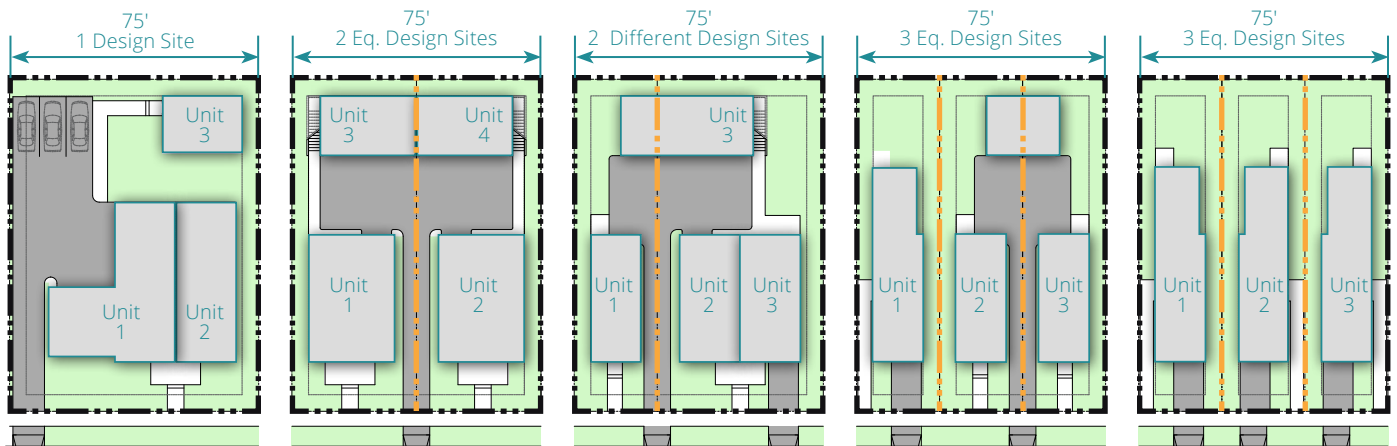 75'
1 Design Site
Unit
3
Unit
1
Unit
2
75'
2 Eq. Design Sites
Unit
3
Unit
4
Unit
1
Unit
2
75'
2 Different Design Sites
Unit
3
Unit
1
Unit
2
Unit
3
75'
3 Eq. Design Sites
Unit
1
Unit
2
Unit
3
75'
3 Eq. Design Sites
Unit
1
Unit
2
Unit
3